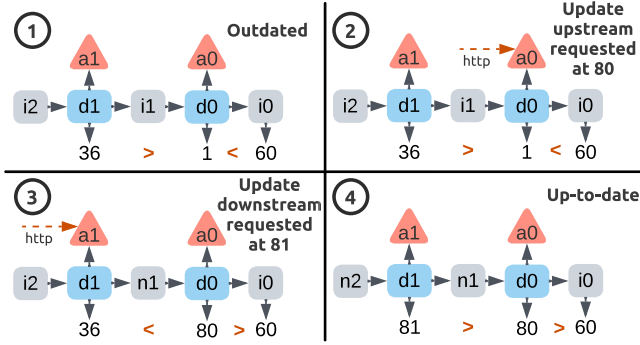 1
Outdated
a1
a0
i2
d1
i1
d0
i0
36
>
1
<
60
2
Update
upstream
requested
at 80
http
a1
a0
i2
d1
i1
d0
i0
36
>
1
<
60
3
Update
downstream
requested
at 81
http
a1
a0
i2
d1
n1
d0
i0
36
<
80
>
60
4
Up-to-date
a1
a0
n2
d1
n1
d0
i0
81
>
80
>
60